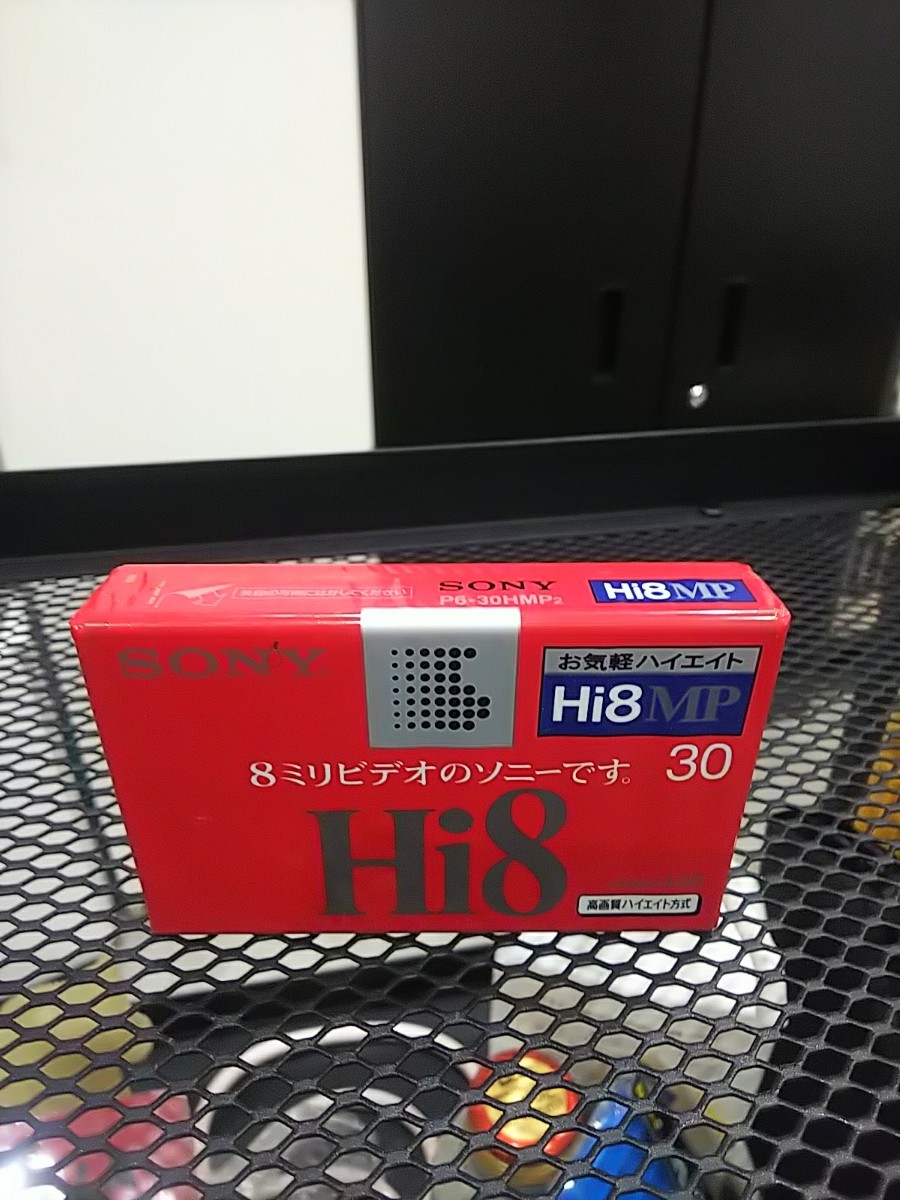 SONY
P6-30HMP2
Hi8MP
SONY
お気軽ハイエイト
Hi8MP
30
8ミリビデオのソニーです。
Hi8
高画質ハイエイト方式